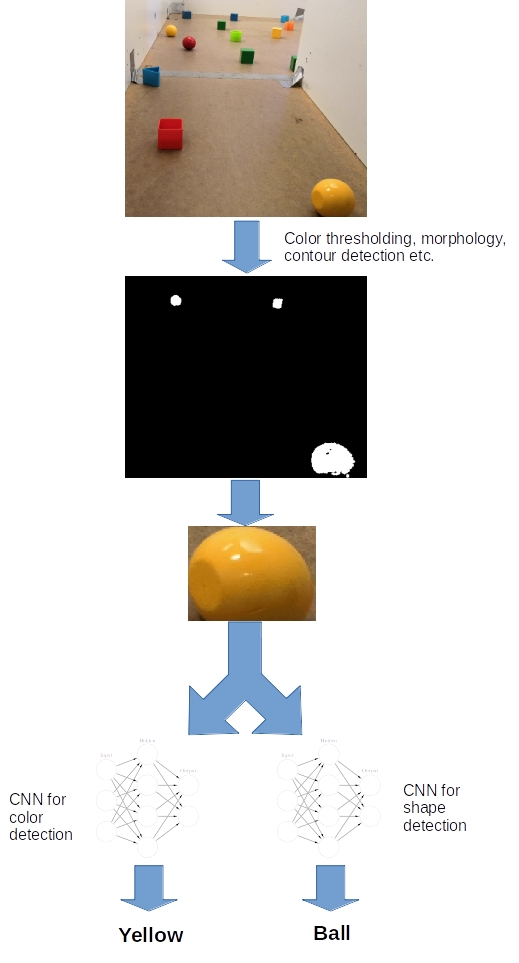 Color thresholding, morphology,
contour detection etc.
Input
Hidden
Output
Input
Hidden
Output
CNN for
color
detection
CNN for
shape
detection
Yellow
Ball